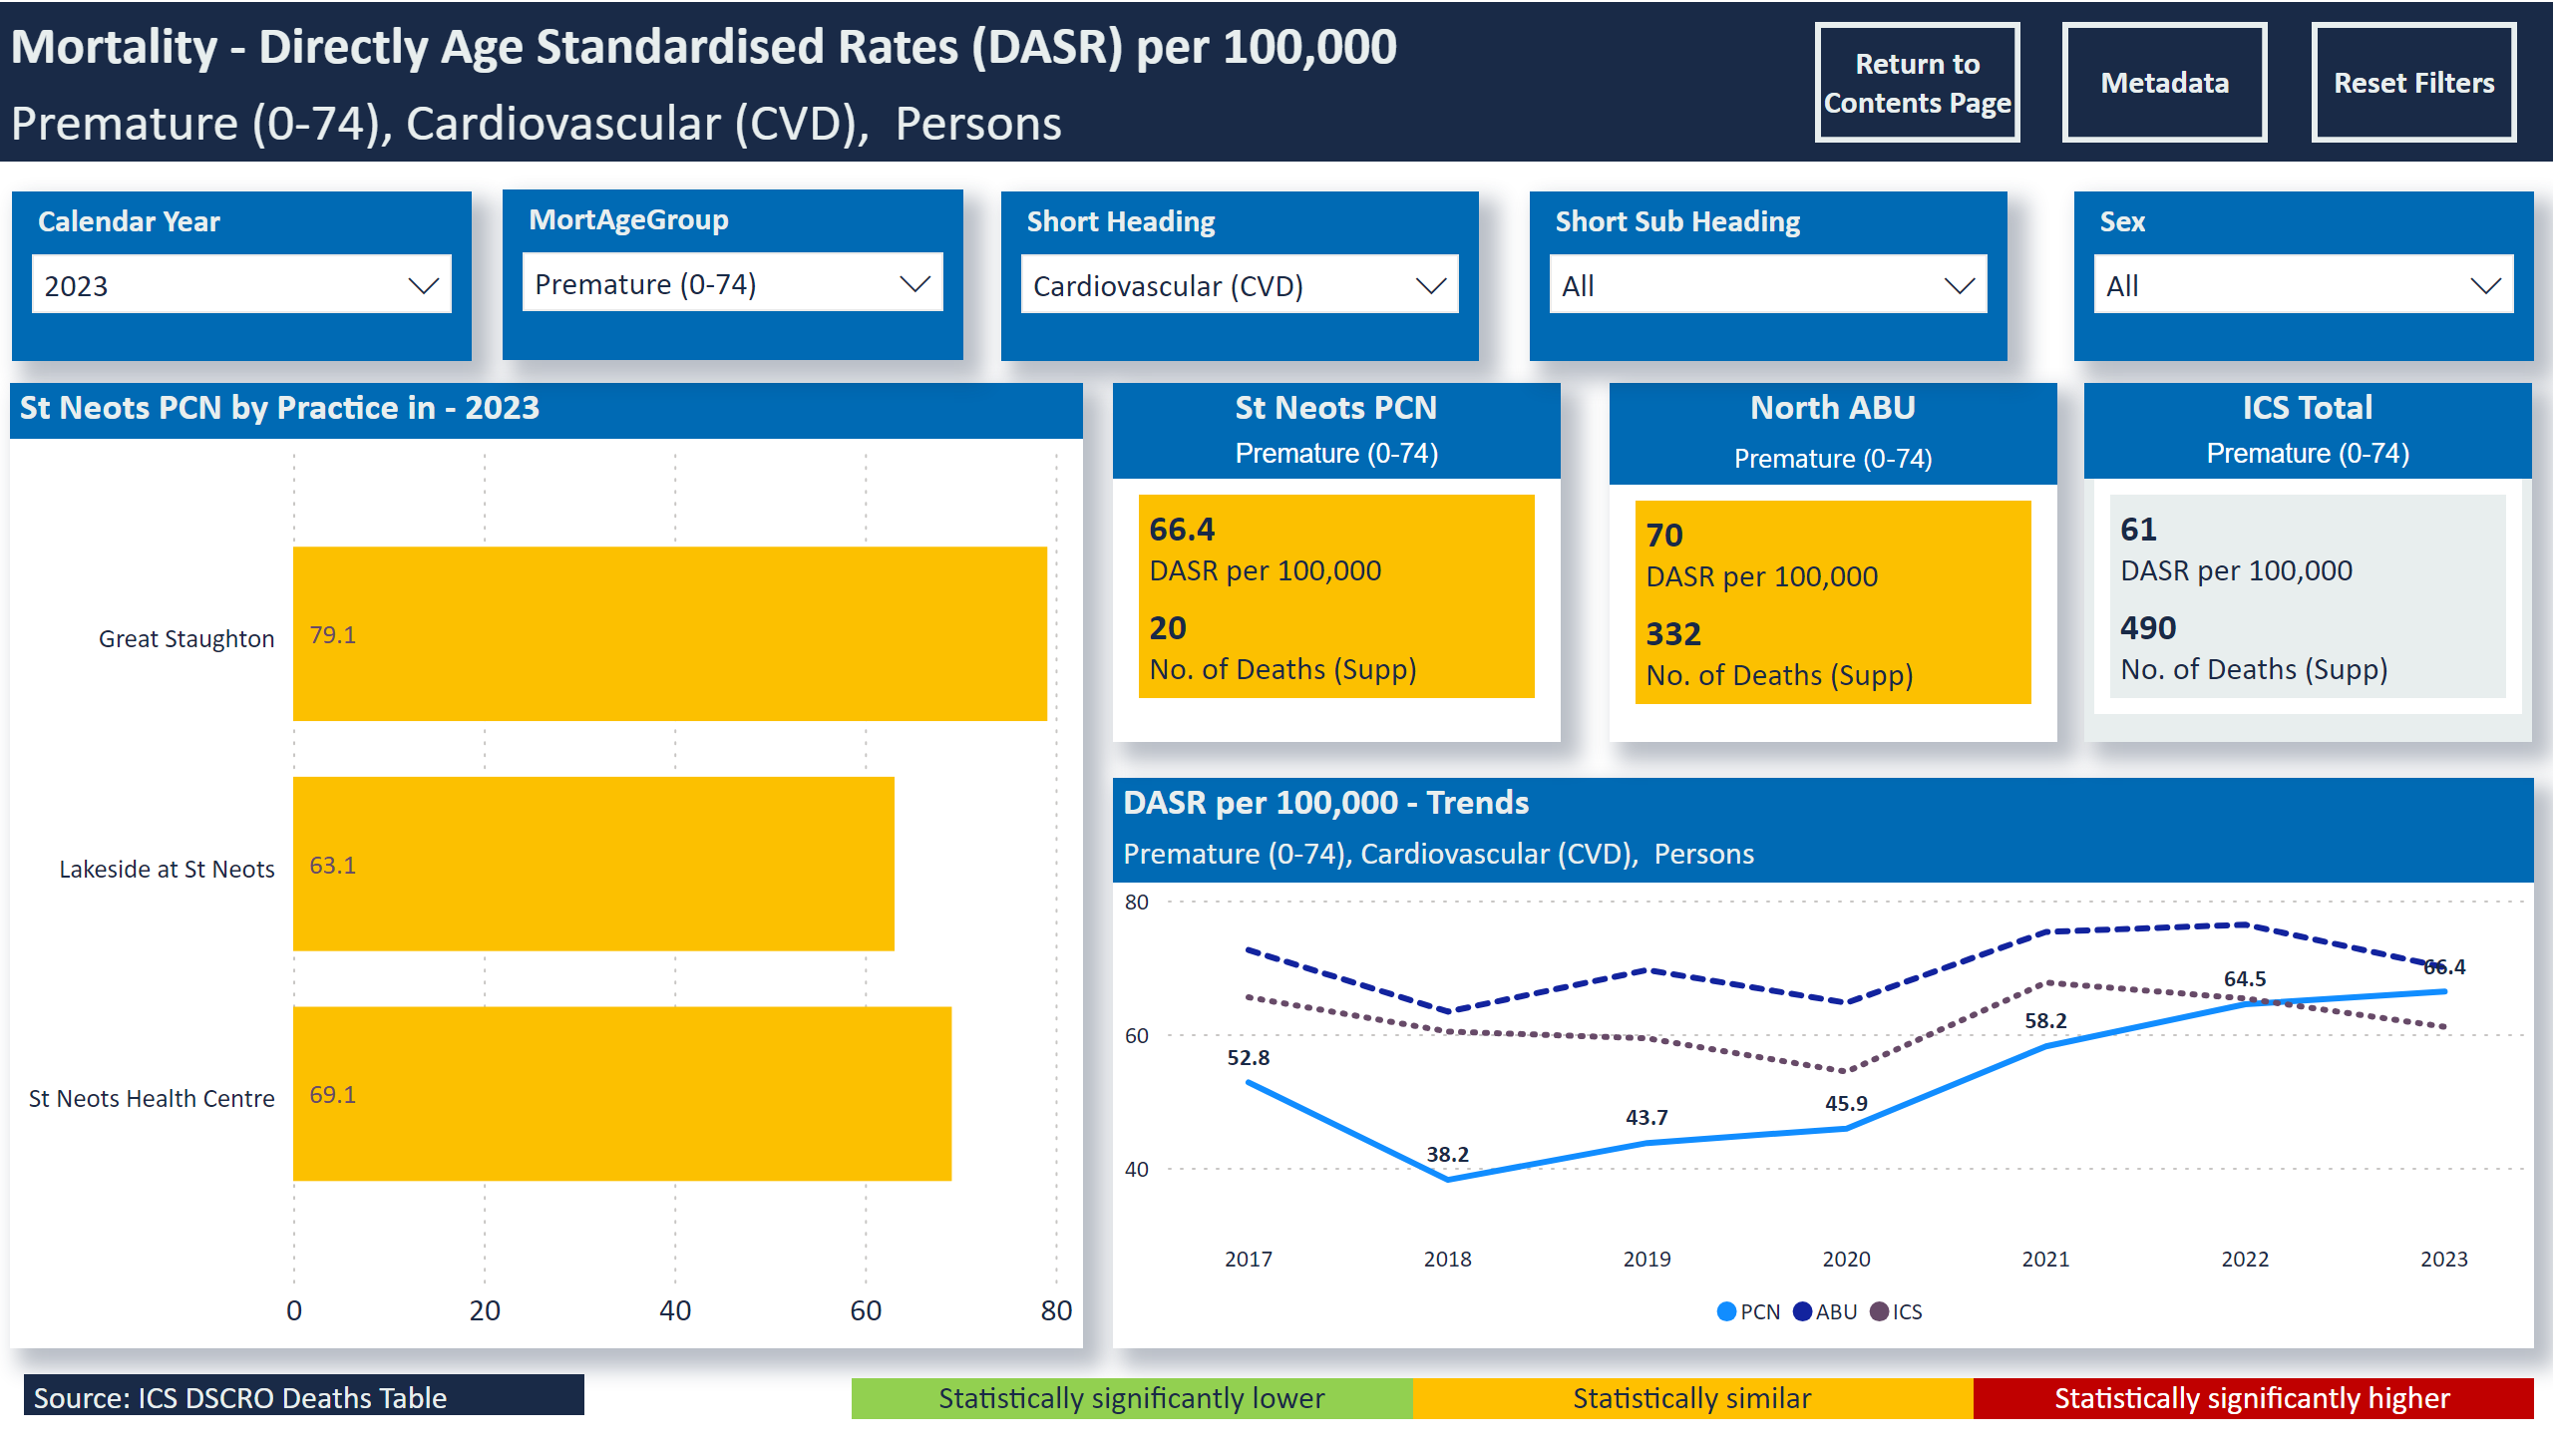 Mortality - Directly Age Standardised Rates (DASR) per 100,000
Premature (0-74), Cardiovascular (CVD),  Persons
Return to
Contents Page
Metadata
Reset Filters
Calendar Year
2023
MortAgeGroup
Premature (0-74)
Short Heading
Cardiovascular (CVD)
Short Sub Heading
All
Sex
All
St Neots PCN by Practice in - 2023
Great Staughton
79.1
Lakeside at St Neots
63.1
St Neots Health Centre
69.1
0 20 40 60 80
St Neots PCN
Premature (0-74)
66.4
DASR per 100,000
20
No. of Deaths (Supp)
North ABU
Premature (0-74)
70
DASR per 100,000
332
No. of Deaths (Supp)
ICS Total
Premature (0-74)
61
DASR per 100,000
490
No. of Deaths (Supp)
DASR per 100,000 - Trends
Premature (0-74), Cardiovascular (CVD),  Persons
80
60
40
52.8
38.2
43.7
45.9
58.2
64.5
66.4
2017 2018 2019 2020 2021 2022 2023
PCN ABU ICS
Source: ICS DSCRO Deaths Table
Statistically significantly lower
Statistically similar
Statistically significantly higher